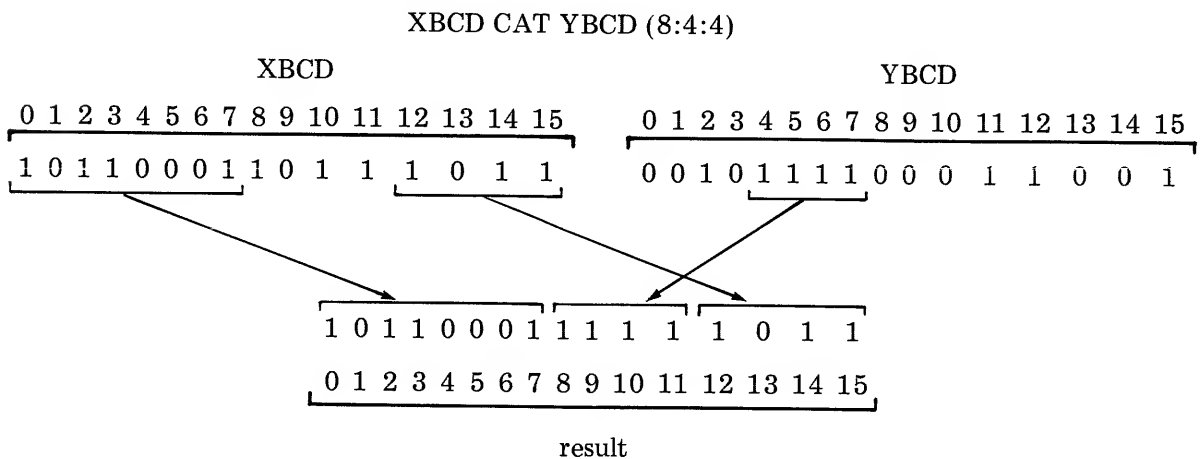 XBCD CAT YBCD (8:4:4)
XBCD
YBCD
0 1 2 3 4 5 6 7 8 9 10 11 12 13 14 15
0 1 2 3 4 5 6 7 8 9 10 11 12 13 14 15
1 0 1 1 0 0 0 1 1 0 1 1 1 0 1 1
0 0 1 0 1 1 1 1 0 0 0 1 1 0 0 1
1 0 1 1 0 0 0 1 1 1 1 1 1 0 1 1
0 1 2 3 4 5 6 7 8 9 10 11 12 13 14 15
result